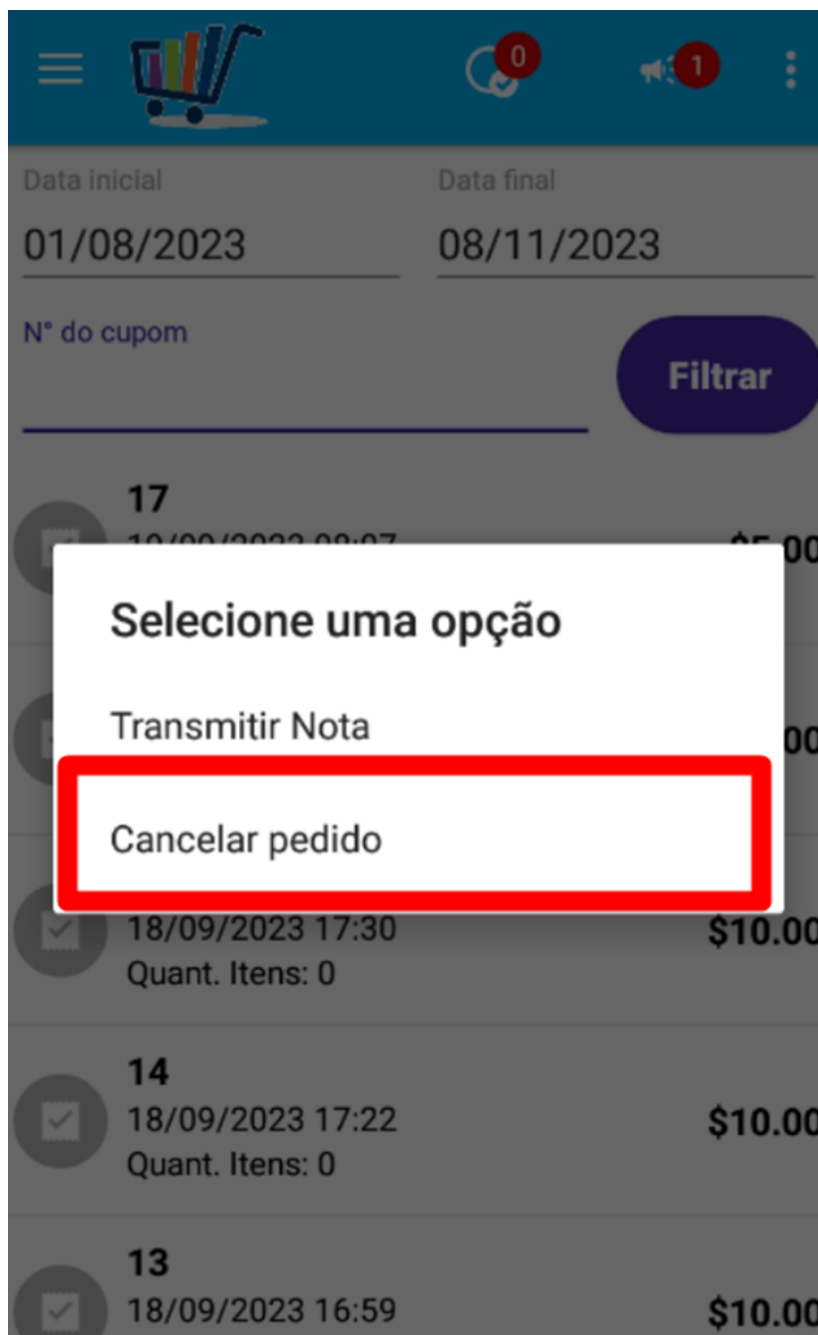 0
1
Data inicial
Data final
01/08/2023
08/11/2023
N° do cupom
Filtrar
17
Selecione uma opção
Transmitir Nota
Cancelar pedido
18/09/2023 17:30
$10.00
Quant. Itens: 0
14
18/09/2023 17:22
$10.00
Quant. Itens: 0
13
18/09/2023 16:59
$10.00